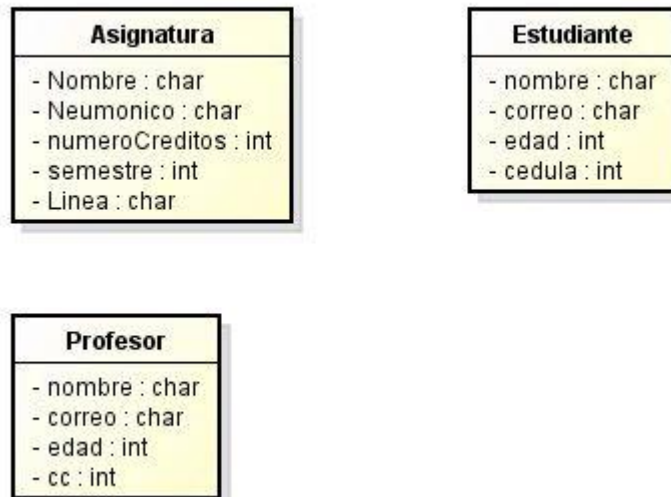 Asignatura
- Nombre : char
- Neumonico : char
- numeroCreditos : int
- semestre : int
- Linea : char
Estudiante
- nombre : char
- correo : char
- edad : int
- cedula : int
Profesor
- nombre : char
- correo : char
- edad : int
- cc : int